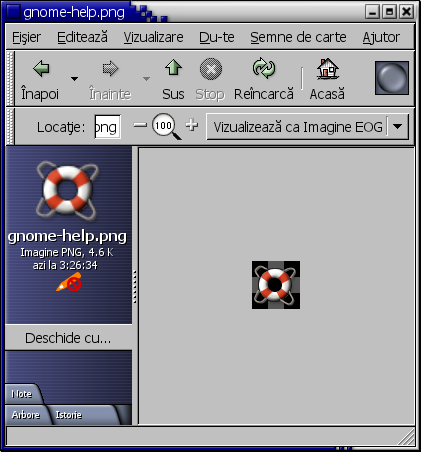 gnome-help.png
Fișier Editează Vizualizare Du-te Semne de carte Ajutor
Înapoi Înainte Sus Stop Reîncarcă Acasă
Locaţie: png 100 Vizualizează ca Imagine EOG
gnome-help.png
Imagine PNG, 4.6 K
azi la 3:26:34
Deschide cu...
Note
Arbore Istorie